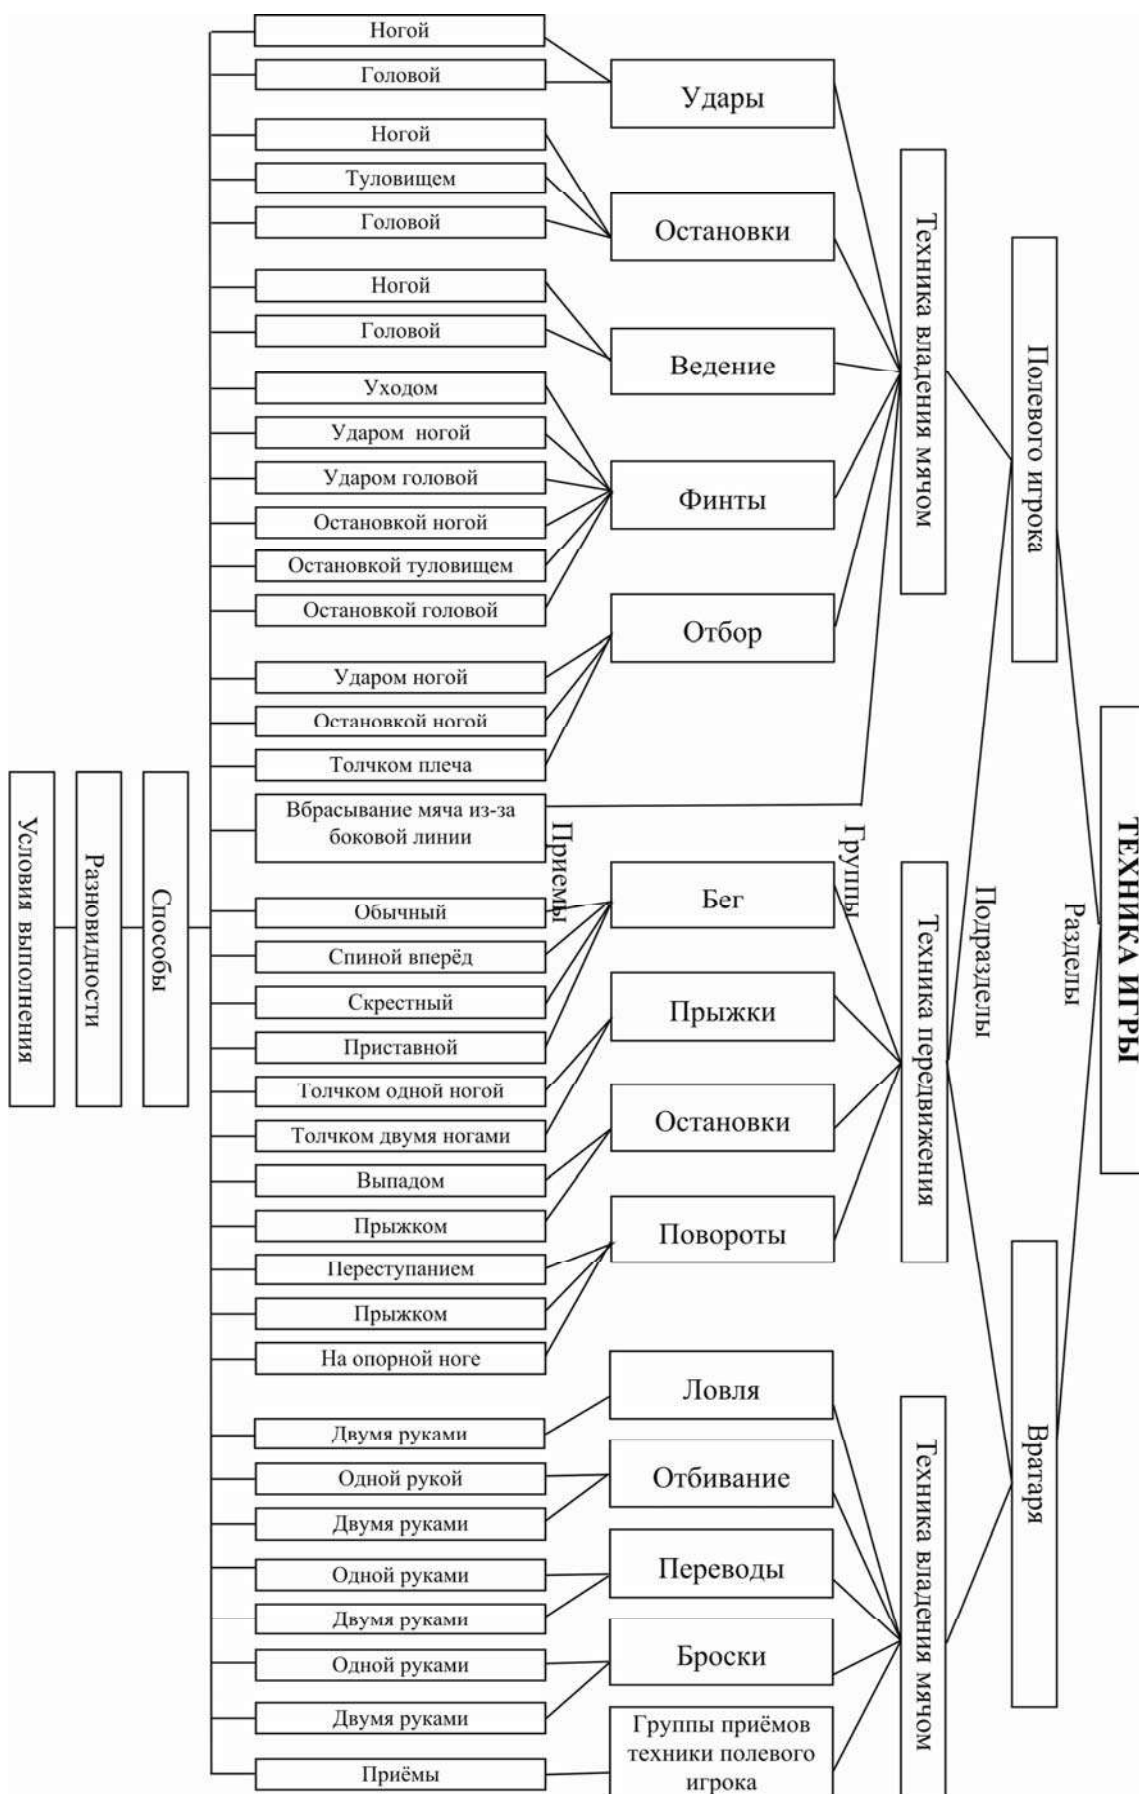 ТЕХНИКА ИГРЫ
Разделы
Полевого игрока
Вратаря
Подразделы
Техника владения мячом
Техника передвижения
Техника владения мячом
Группы
Удары
Остановки
Ведение
Финты
Отбор
Бег
Прыжки
Остановки
Повороты
Ловля
Отбивание
Переводы
Броски
Группы приёмов
техники полевого
игрока
Приемы
Ногой
Головой
Ногой
Туловищем
Головой
Ногой
Головой
Уходом
Ударом ногой
Ударом головой
Остановкой ногой
Остановкой туловищем
Остановкой головой
Ударом ногой
Остановкой ногой
Толчком плеча
Вбрасывание мяча из-за
боковой линии
Обычный
Спиной вперёд
Скрестный
Приставной
Толчком одной ногой
Толчком двумя ногами
Выпадом
Прыжком
Переступанием
Прыжком
На опорной ноге
Двумя руками
Одной рукой
Двумя руками
Одной руками
Двумя руками
Одной руками
Двумя руками
Приёмы
Способы
Разновидности
Условия выполнения